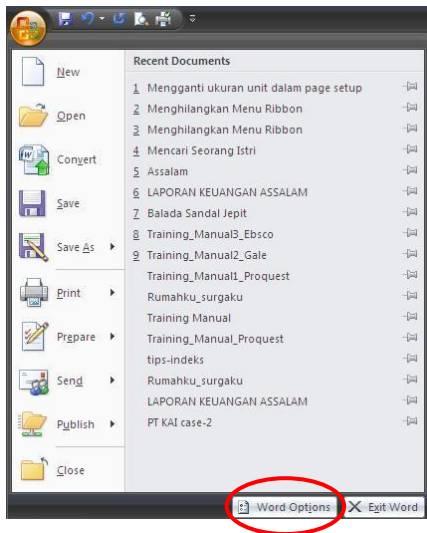 New
Open
Convert
Save
Save As
Print
Prepare
Send
Publish
Close
Recent Documents
1 Mengganti ukuran unit dalam page setup
2 Menghilangkan Menu Ribbon
3 Menghilangkan Menu Ribbon
4 Mencari Seorang Istri
5 Assalam
6 LAPORAN KEUANGAN ASSALAM
7 Balada Sandal Jepit
8 Training_Manual3_Ebsco
9 Training_Manual2_Gale
Training_Manual1_Proquest
Rumahku_surgaku
Training Manual
Training_Manual_Proquest
tips-indeks
Rumahku_surgaku
LAPORAN KEUANGAN ASSALAM
PT KAI case-2
Word Options
Exit Word